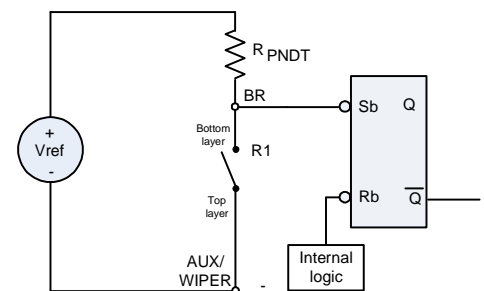 R PNDT
BR
+
Vref
-
Bottom
layer
R1
Top
layer
AUX/
WIPER
-
Sb
Q
Rb
Q̅
Internal
logic